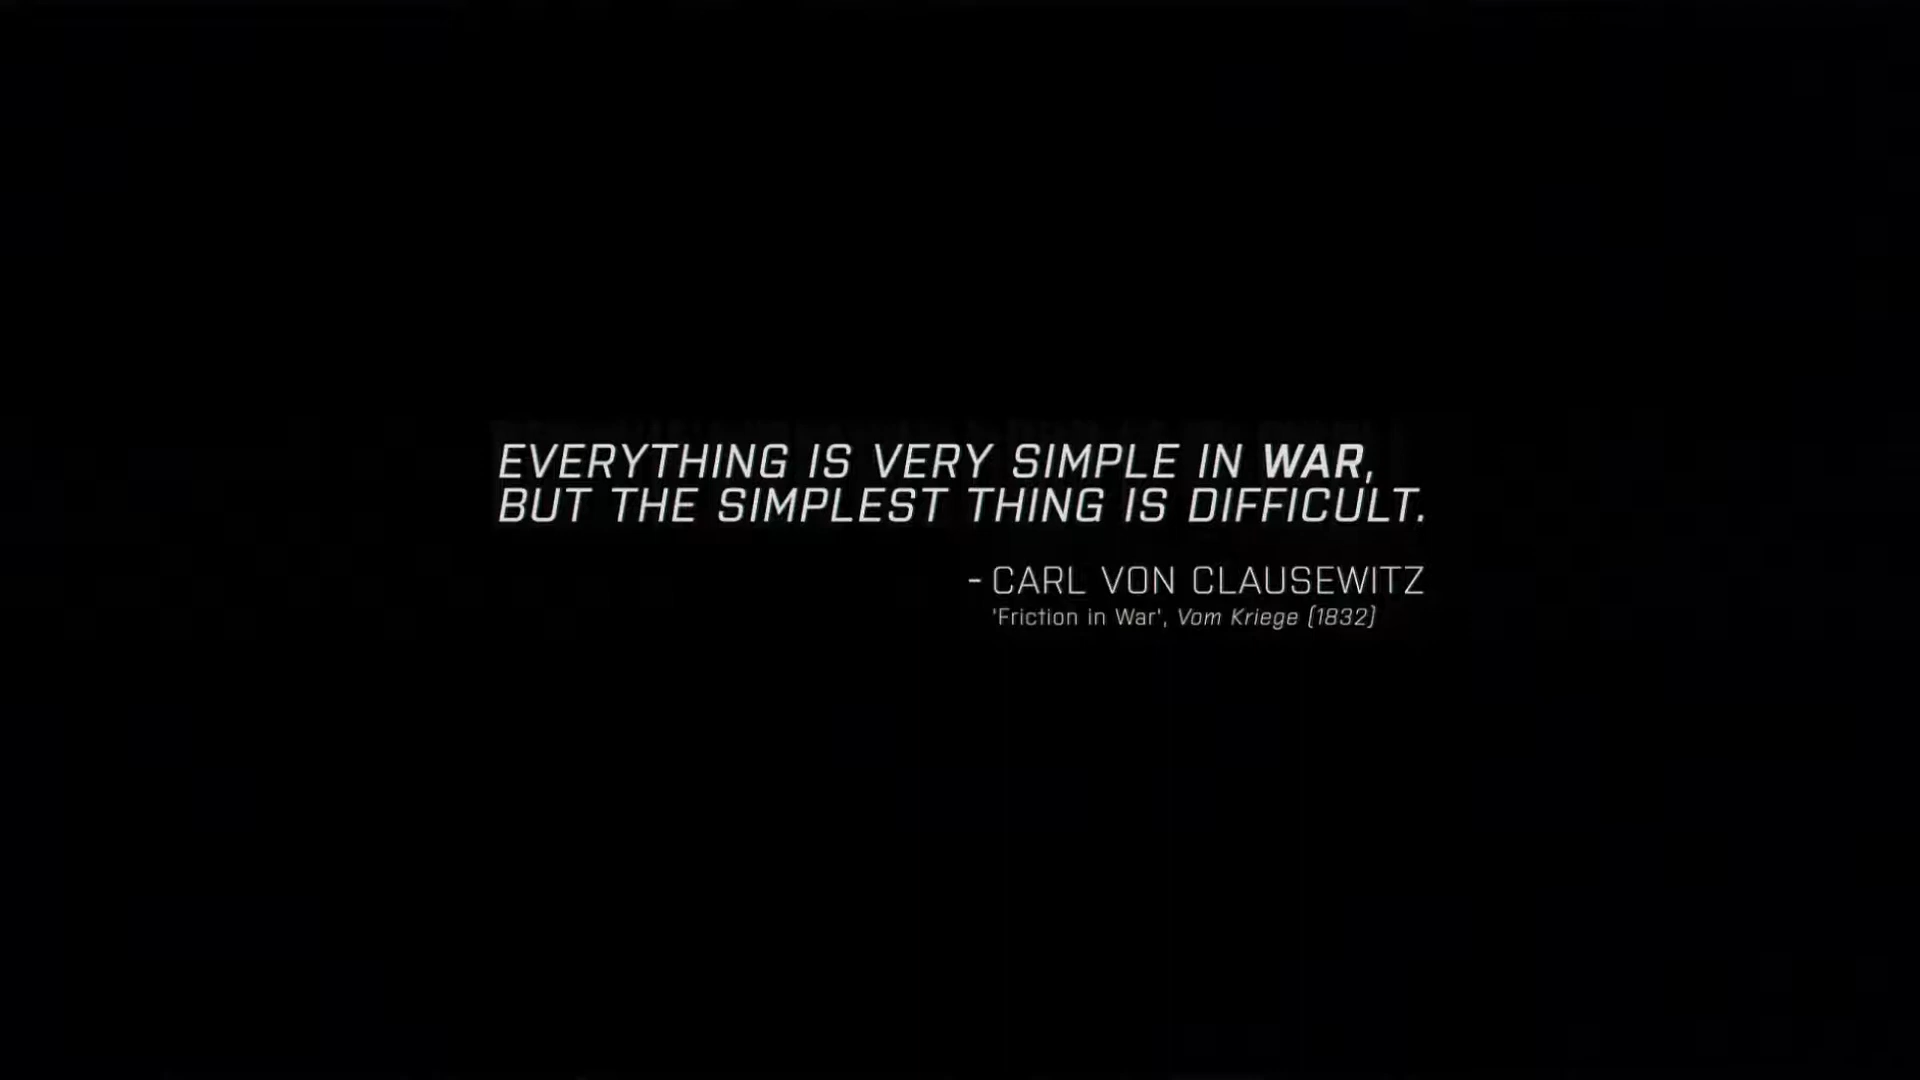 EVERYTHING IS VERY SIMPLE IN WAR,
BUT THE SIMPLEST THING IS DIFFICULT.
- CARL VON CLAUSEWITZ
'Friction in War', Vom Kriege (1832)